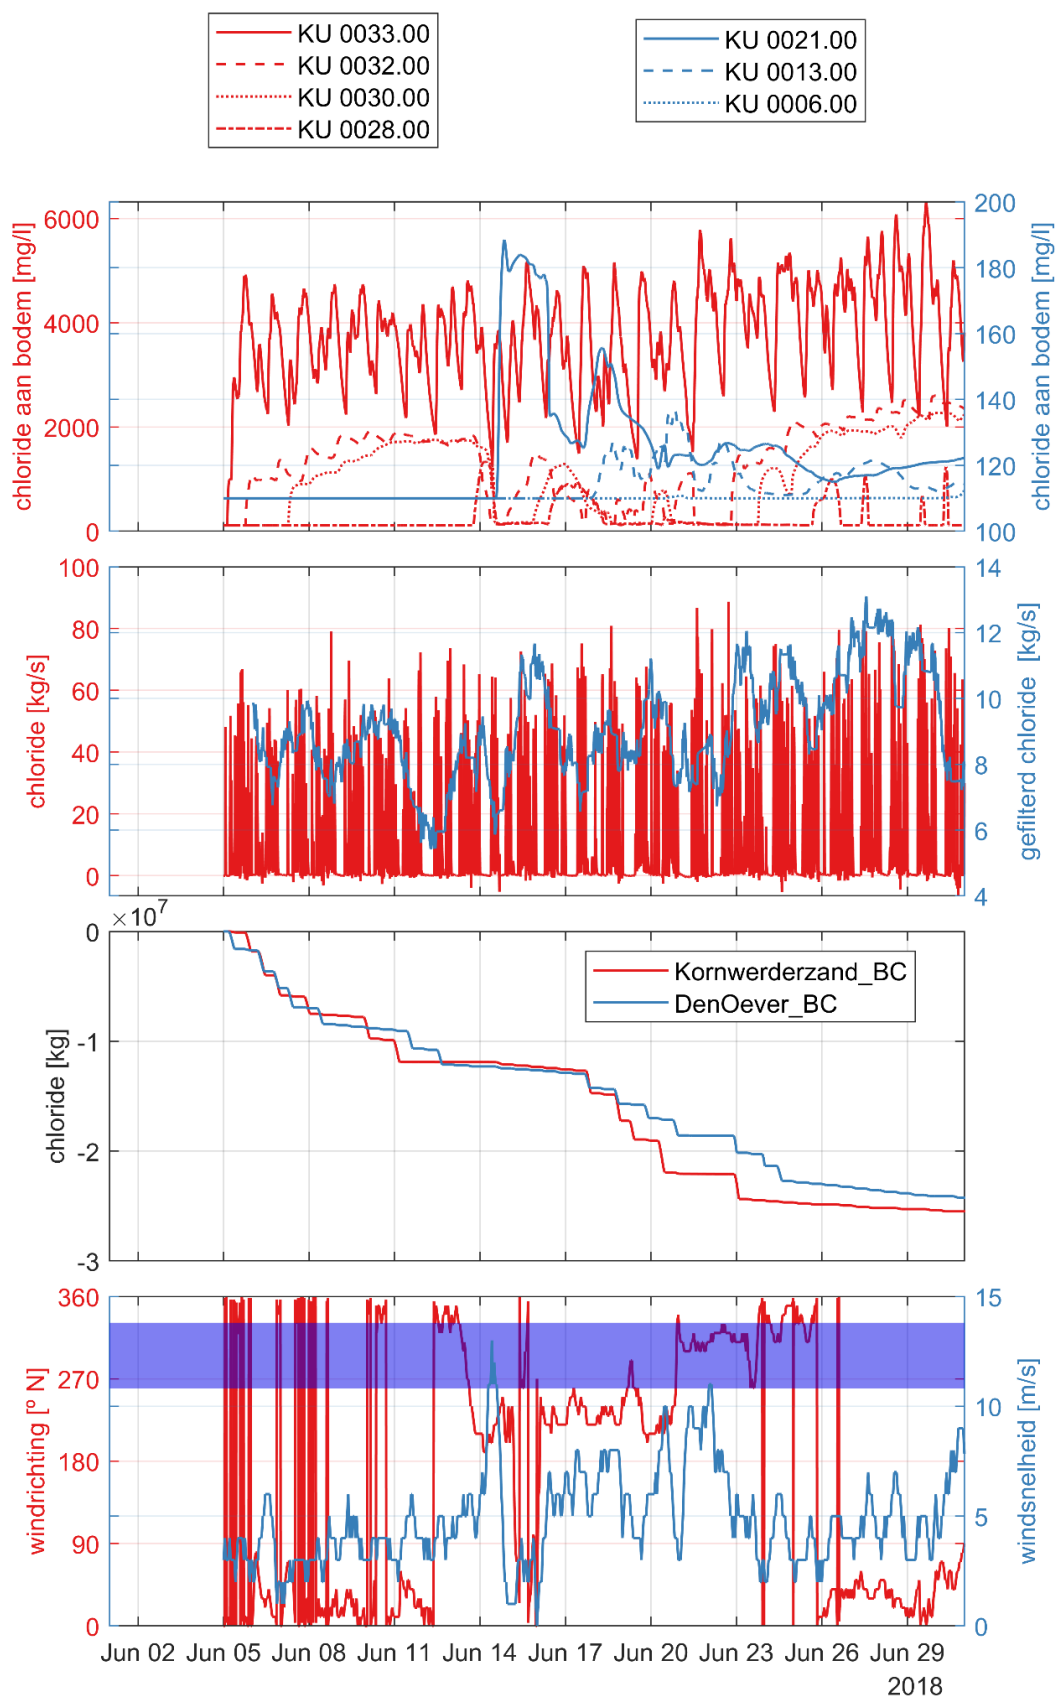 KU 0033.00
KU 0032.00
KU 0030.00
KU 0028.00
KU 0021.00
KU 0013.00
KU 0006.00
chloride aan bodem [mg/l]
6000
4000
2000
0
200
180
160
140
120
100
chloride aan bodem [mg/l]
chloride [kg/s]
100
80
60
40
20
0
14
12
10
8
6
4
gefilterd chloride [kg/s]
×10⁷
chloride [kg]
0
-1
-2
-3
Kornwerderzand_BC
DenOever_BC
windrichting [° N]
360
270
180
90
0
15
10
5
0
windsnelheid [m/s]
Jun 02 Jun 05 Jun 08 Jun 11 Jun 14 Jun 17 Jun 20 Jun 23 Jun 26 Jun 29
2018